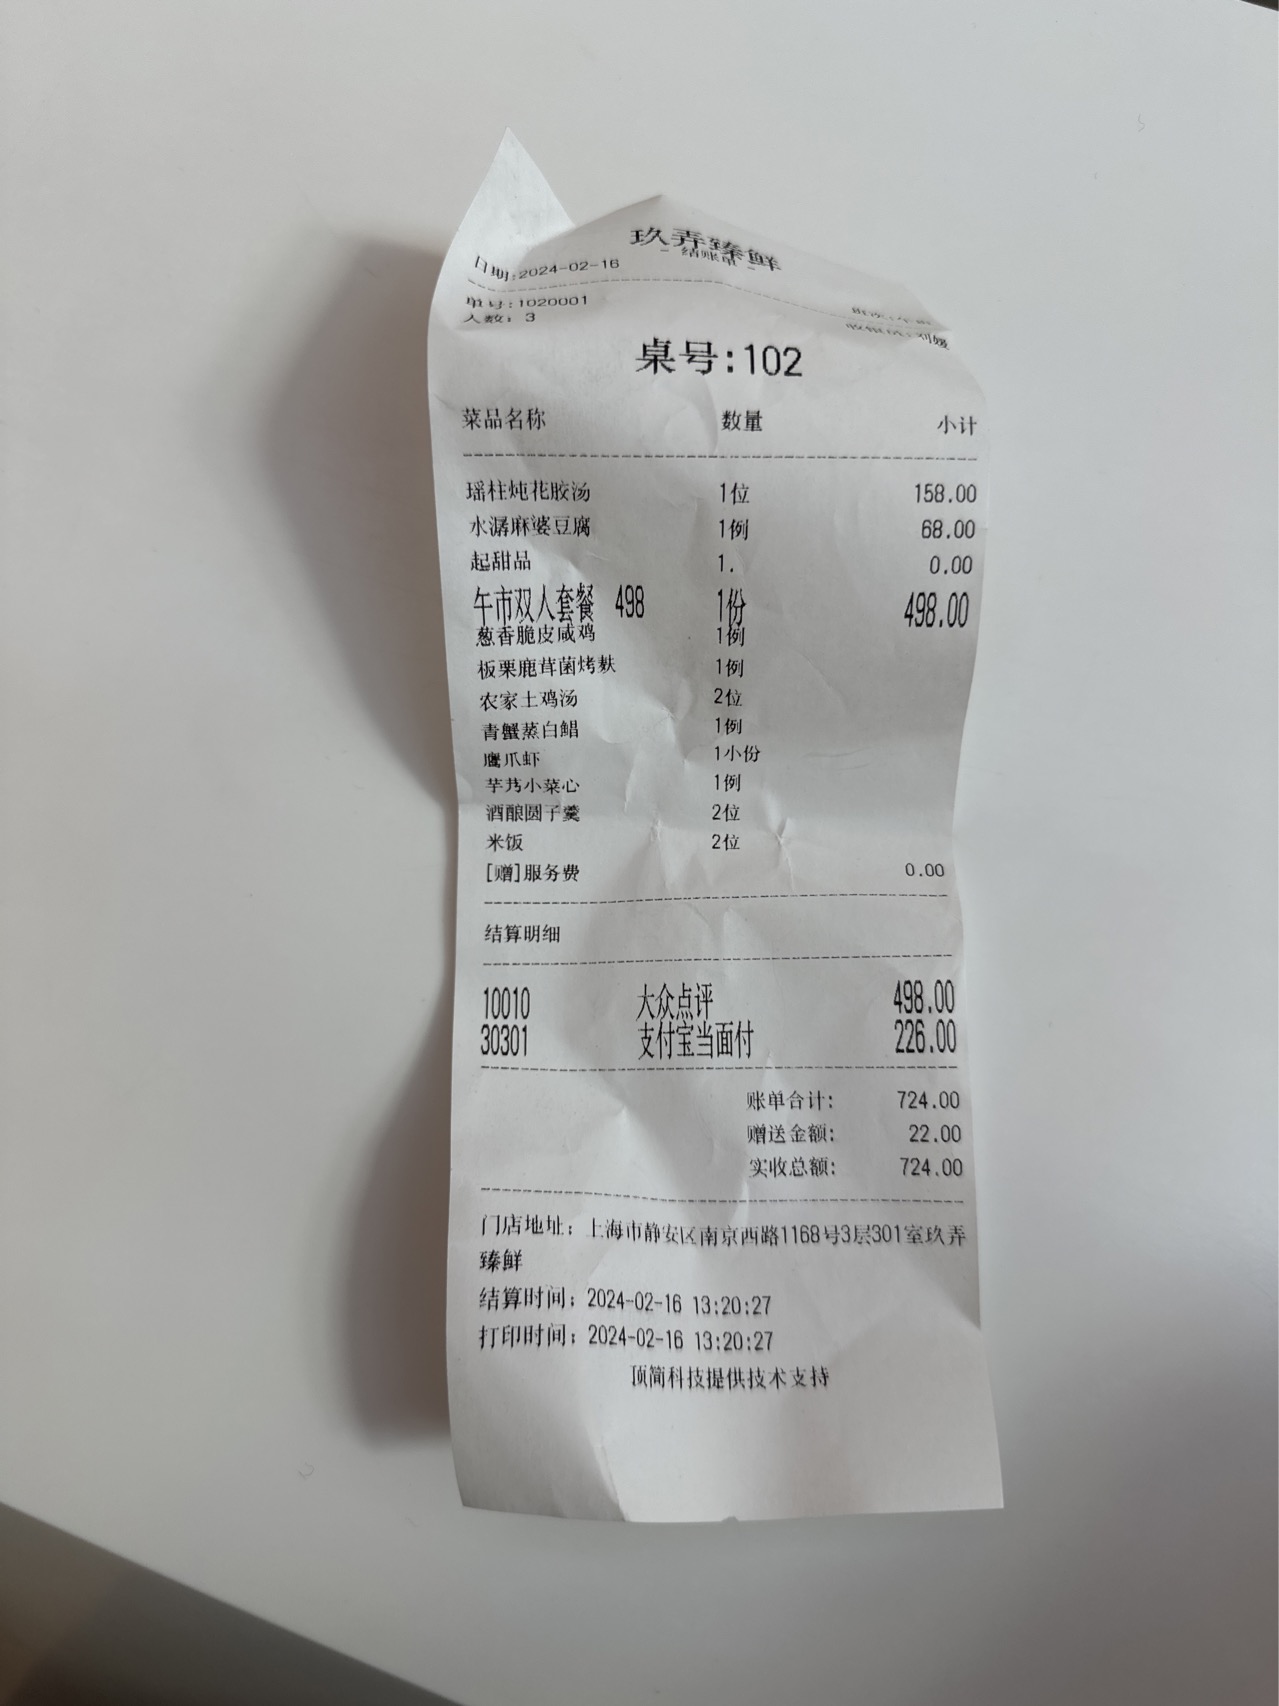 玖弄臻鲜
- 结账单 -
日期:2024-02-16
单号:1020001
人数: 3
收银员:刘媛
桌号:102
菜品名称 数量 小计
瑶柱炖花胶汤 1位 158.00
水潺麻婆豆腐 1例 68.00
起甜品 1. 0.00
午市双人套餐 498 1份 498.00
葱香脆皮咸鸡 1例
板栗鹿茸菌烤麸 1例
农家土鸡汤 2位
青蟹蒸白鲳 1例
鹰爪虾 1小份
芋艿小菜心 1例
酒酿圆子羹 2位
米饭 2位
[赠]服务费 0.00
结算明细
10010 大众点评 498.00
30301 支付宝当面付 226.00
账单合计: 724.00
赠送金额: 22.00
实收总额: 724.00
门店地址: 上海市静安区南京西路1168号3层301室玖弄
臻鲜
结算时间: 2024-02-16 13:20:27
打印时间: 2024-02-16 13:20:27
顶简科技提供技术支持